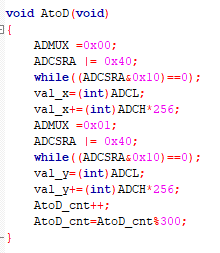 void AtoD(void)
{
ADMUX =0x00;
ADCSRA |= 0x40;
while((ADCSRA&0x10)==0);
val_x=(int)ADCL;
val_x+=(int)ADCH*256;
ADMUX =0x01;
ADCSRA |= 0x40;
while((ADCSRA&0x10)==0);
val_y=(int)ADCL;
val_y+=(int)ADCH*256;
AtoD_cnt++;
AtoD_cnt=AtoD_cnt%300;
}